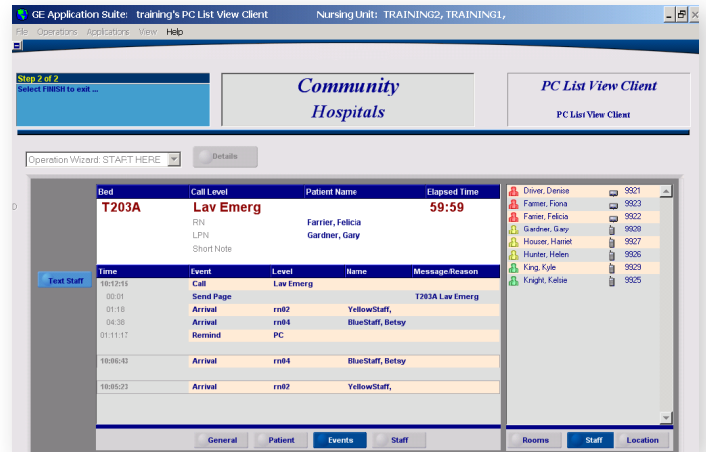 GE Application Suite: training's PC List View Client Nursing Unit: TRAINING2, TRAINING1,
File Operations Applications View Help
Step 2 of 2
Select FINISH to exit ...
Community
Hospitals
PC List View Client
PC List View Client
Operation Wizard: START HERE
Details
Bed Call Level Patient Name Elapsed Time
T203A Lav Emerg 59:59
RN Farrier, Felicia
LPN Gardner, Gary
Short Note
Text Staff
Time Event Level Name Message/Reason
10:12:15 Call Lav Emerg
00:01 Send Page T203A Lav Emerg
01:18 Arrival rn02 YellowStaff,
04:36 Arrival rn04 BlueStaff, Betsy
01:11:17 Remind PC
10:06:43 Arrival rn04 BlueStaff, Betsy
10:05:23 Arrival rn02 YellowStaff,
General Patient Events Staff
Driver, Denise 9921
Farmer, Fiona 9923
Farrier, Felicia 9922
Gardner, Gary 9928
Houser, Harriet 9927
Hunter, Helen 9926
King, Kyle 9929
Knight, Kelsie 9925
Rooms Staff Location
D